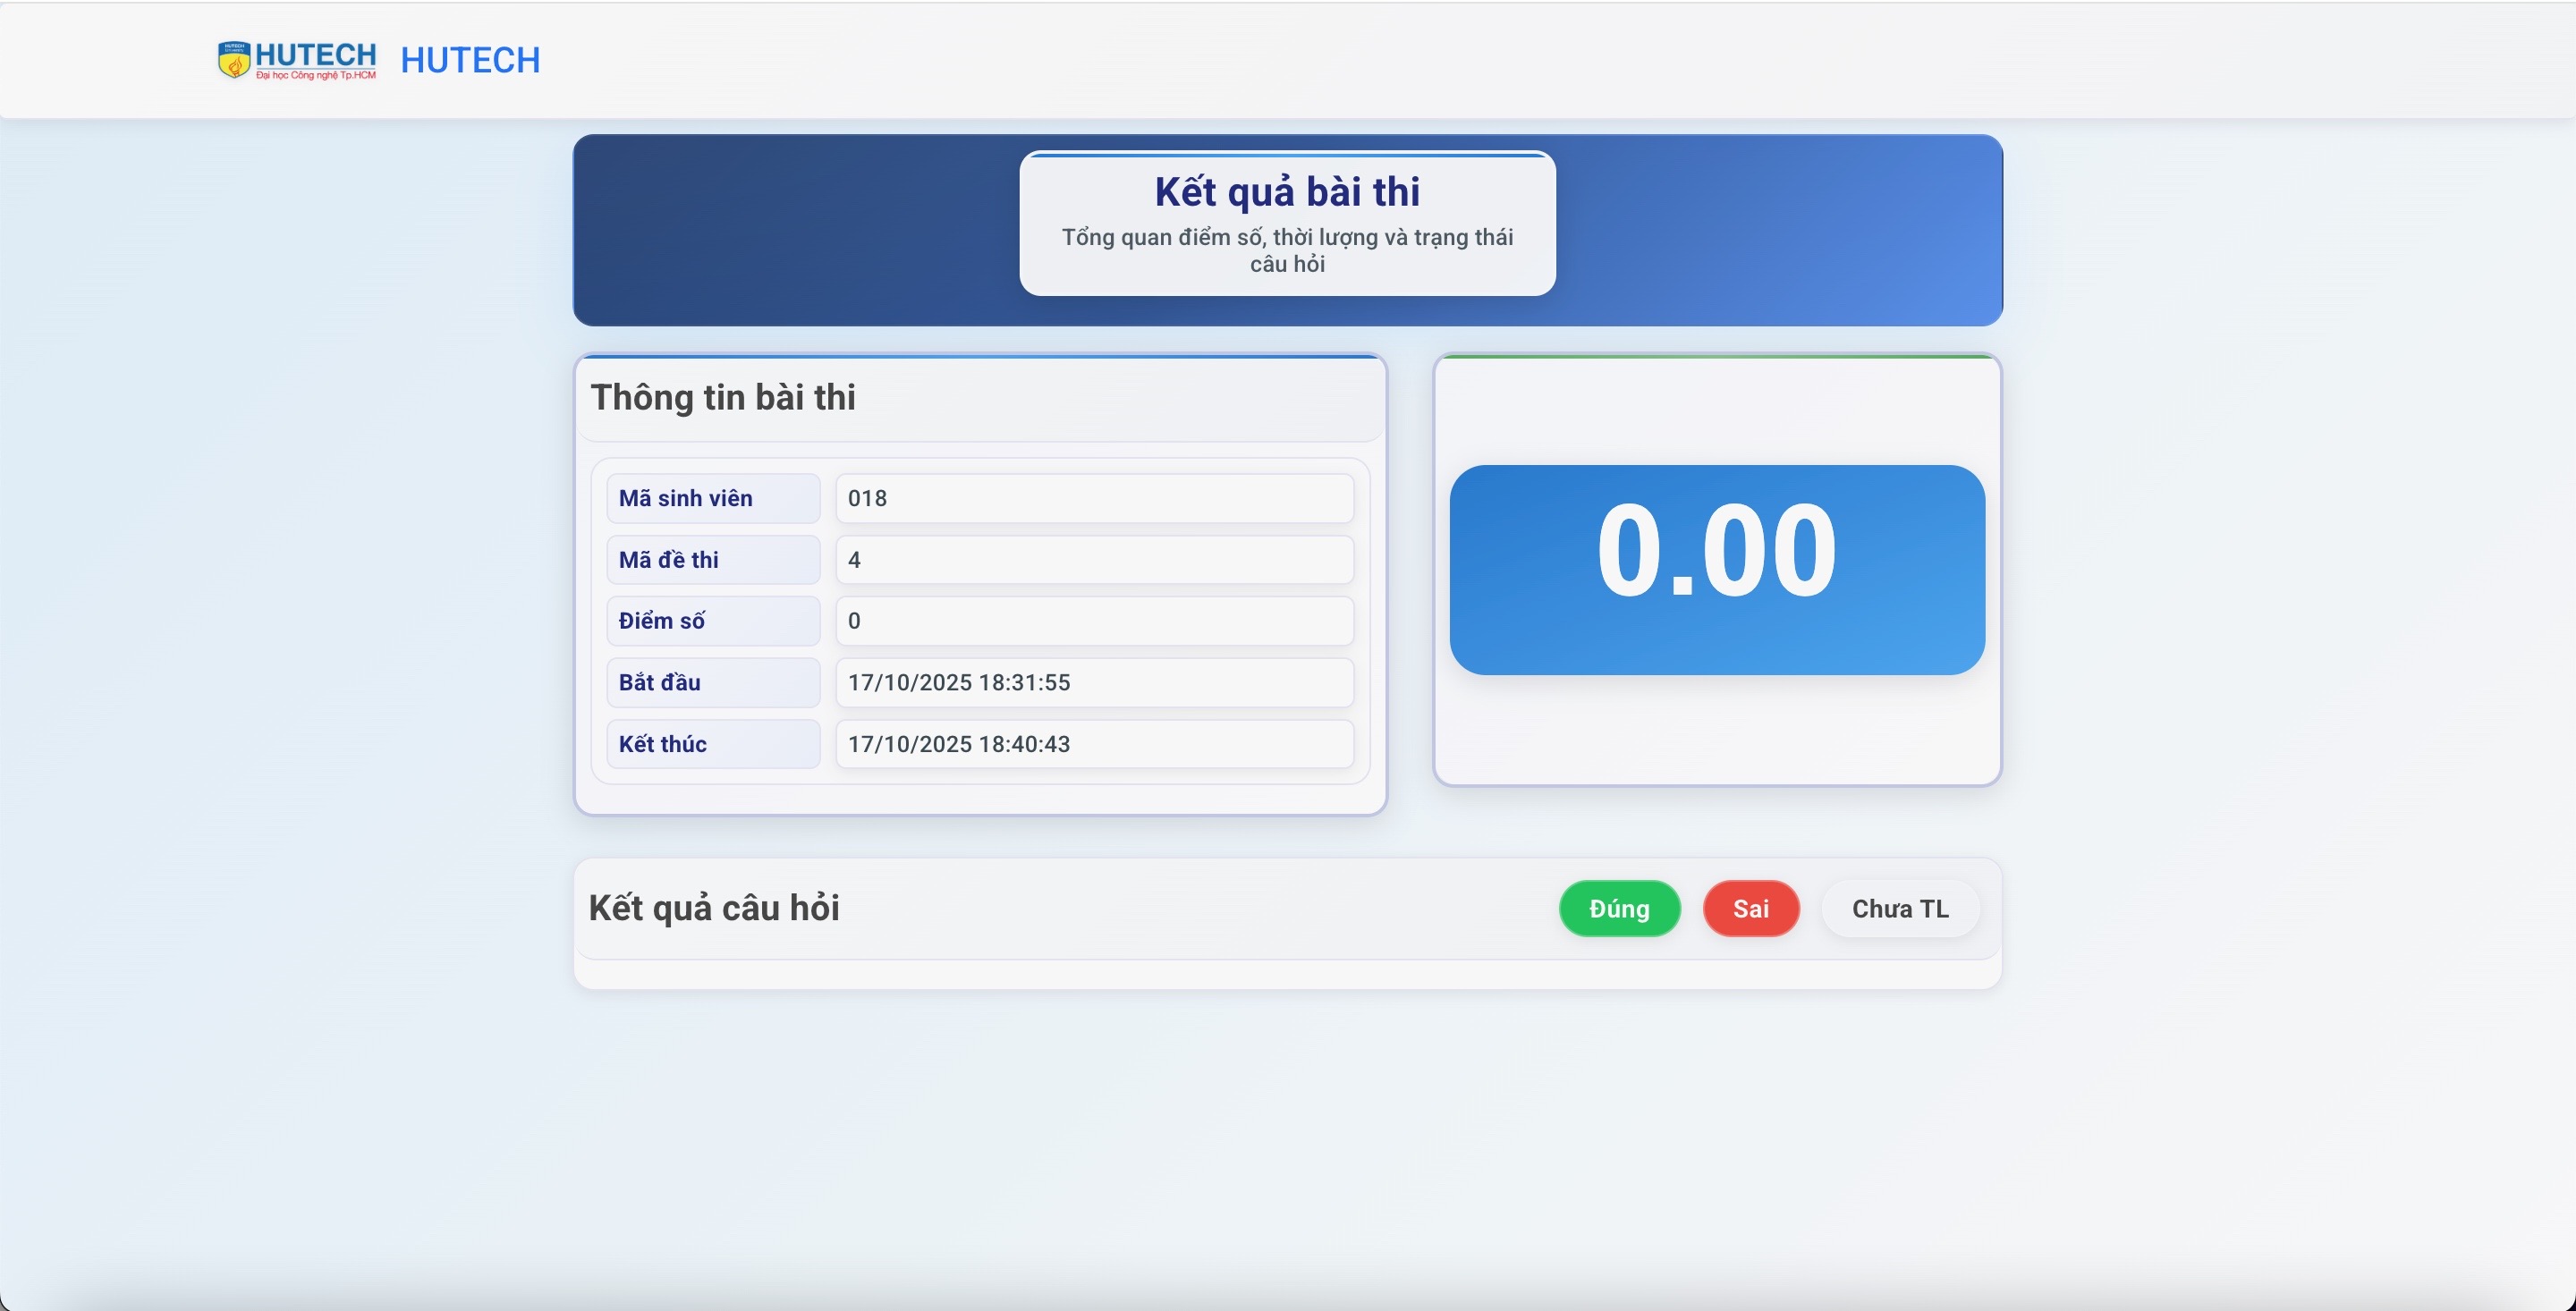 HUTECH
Đại học Công nghệ Tp.HCM
HUTECH
Kết quả bài thi
Tổng quan điểm số, thời lượng và trạng thái
câu hỏi
Thông tin bài thi
Mã sinh viên 018
Mã đề thi 4
Điểm số 0
Bắt đầu 17/10/2025 18:31:55
Kết thúc 17/10/2025 18:40:43
0.00
Kết quả câu hỏi Đúng Sai Chưa TL